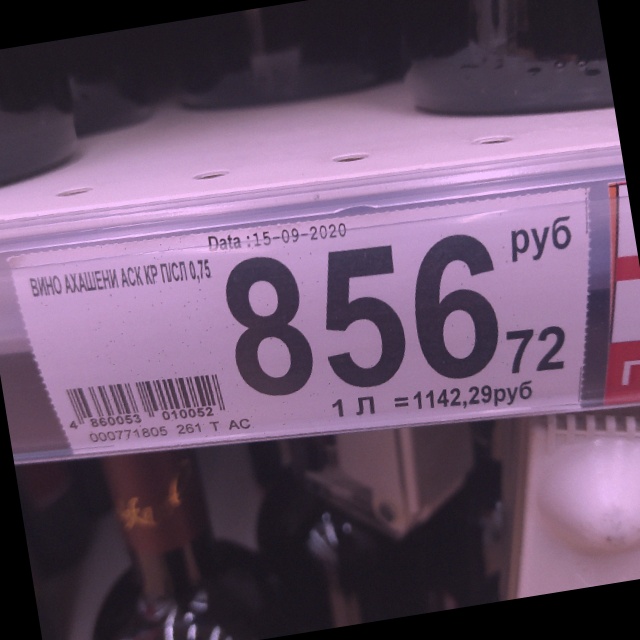 Data :15-09-2020
ВИНО АХАШЕНИ АСК КР П/СЛ 0,75
856 руб
72
1 Л =1142,29руб
4 860053 010052
000771805 261 Т АС